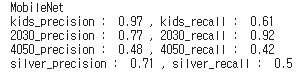 MobileNet
kids_precision :  0.97 , kids_recall :  0.61
2030_precision :  0.77 , 2030_recall :  0.92
4050_precision :  0.48 , 4050_recall :  0.42
silver_precision :  0.71 , silver_recall :  0.5